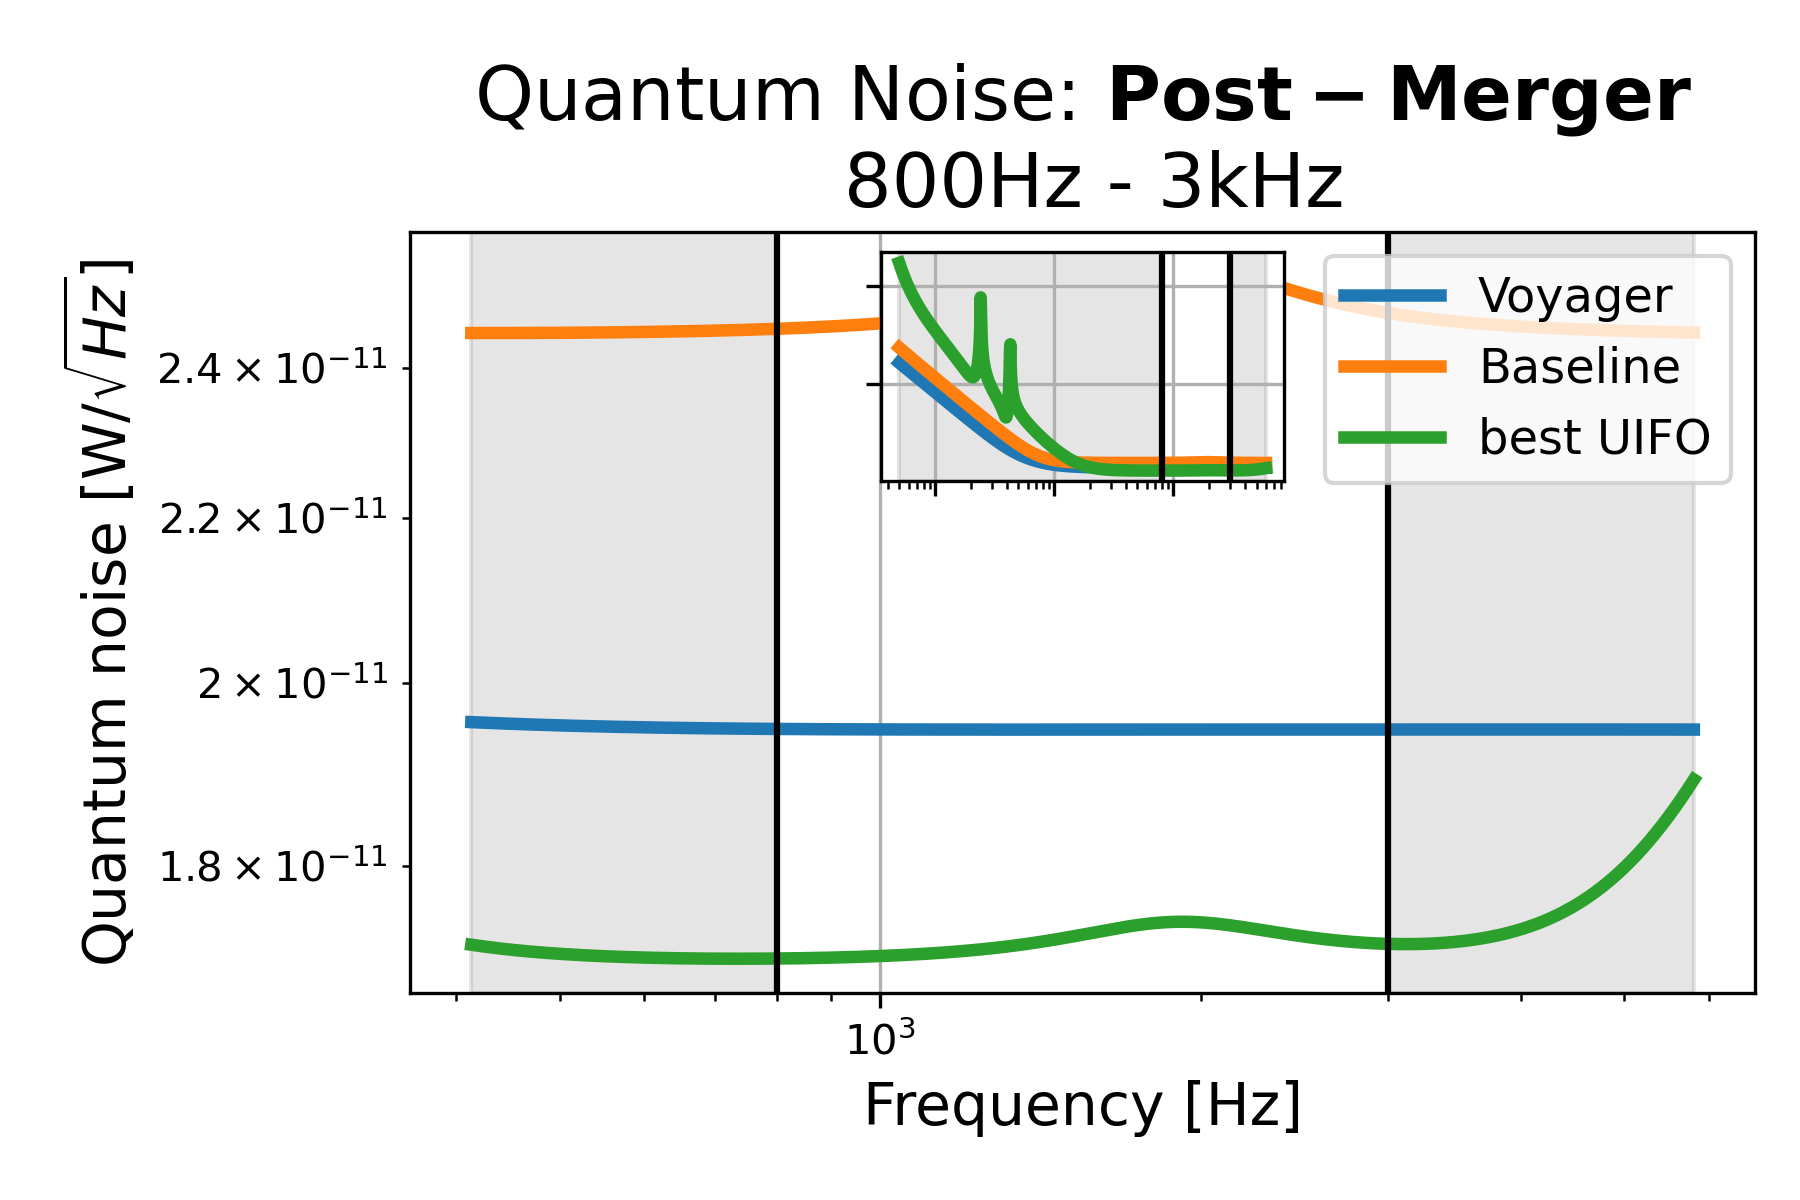 Quantum Noise: Post − Merger
800Hz - 3kHz
Quantum noise [W/√Hz]
2.4 × 10⁻¹¹
2.2 × 10⁻¹¹
2 × 10⁻¹¹
1.8 × 10⁻¹¹
Voyager
Baseline
best UIFO
10³
Frequency [Hz]